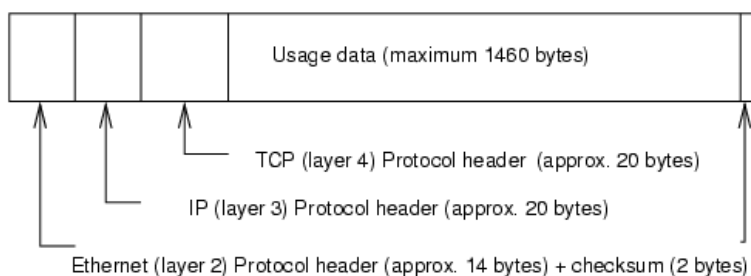 Usage data (maximum 1460 bytes)
TCP (layer 4) Protocol header (approx. 20 bytes)
IP (layer 3) Protocol header (approx. 20 bytes)
Ethernet (layer 2) Protocol header (approx. 14 bytes) + checksum (2 bytes)